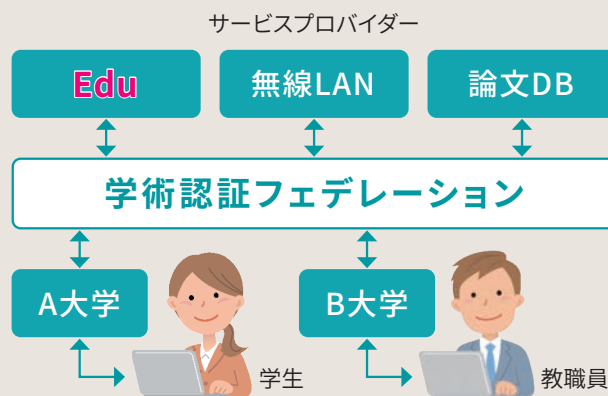 サービスプロバイダー
Edu
無線LAN
論文DB
学術認証フェデレーション
A大学
B大学
学生
教職員